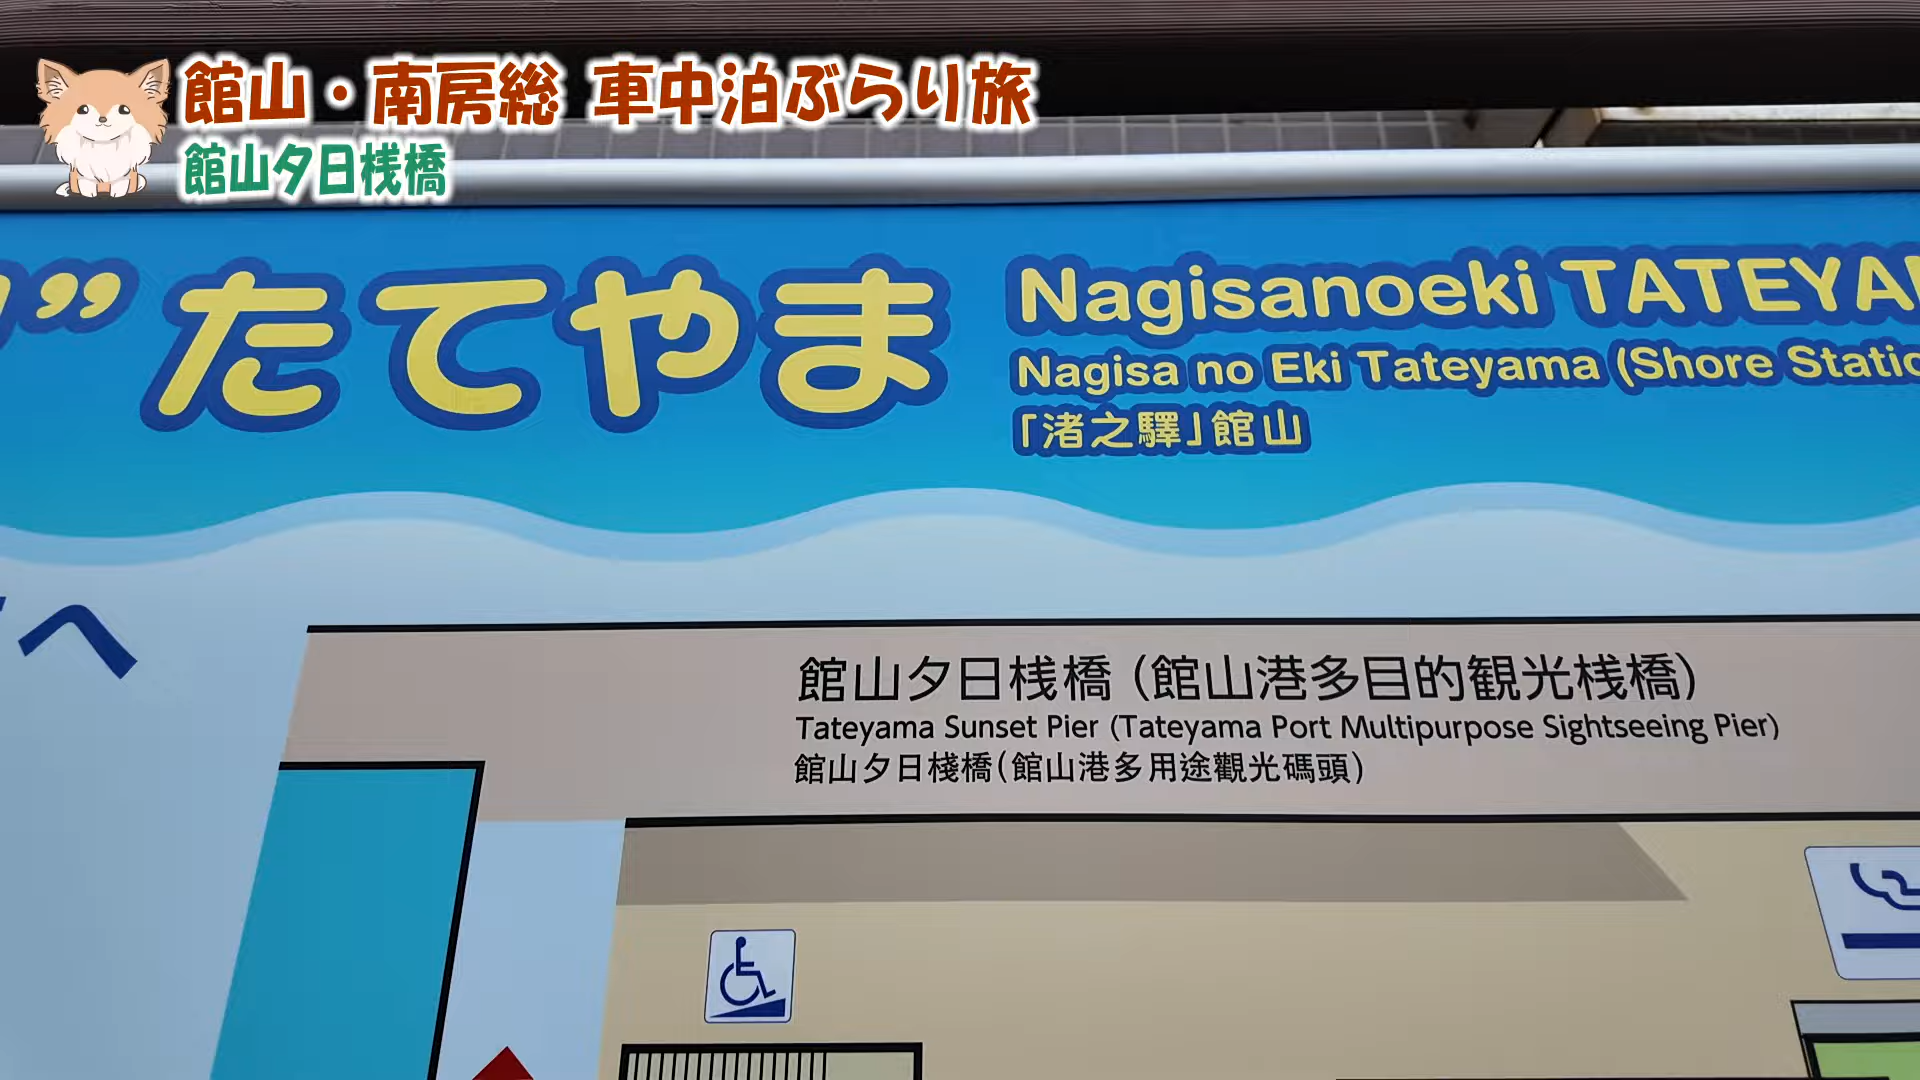 館山・南房総 車中泊ぶらり旅
館山夕日桟橋
”たてやま
Nagisanoeki TATEYA
Nagisa no Eki Tateyama (Shore Statio
「渚之驛」館山
へ
館山夕日桟橋（館山港多目的観光桟橋）
Tateyama Sunset Pier (Tateyama Port Multipurpose Sightseeing Pier)
館山夕日棧橋（館山港多用途觀光碼頭）